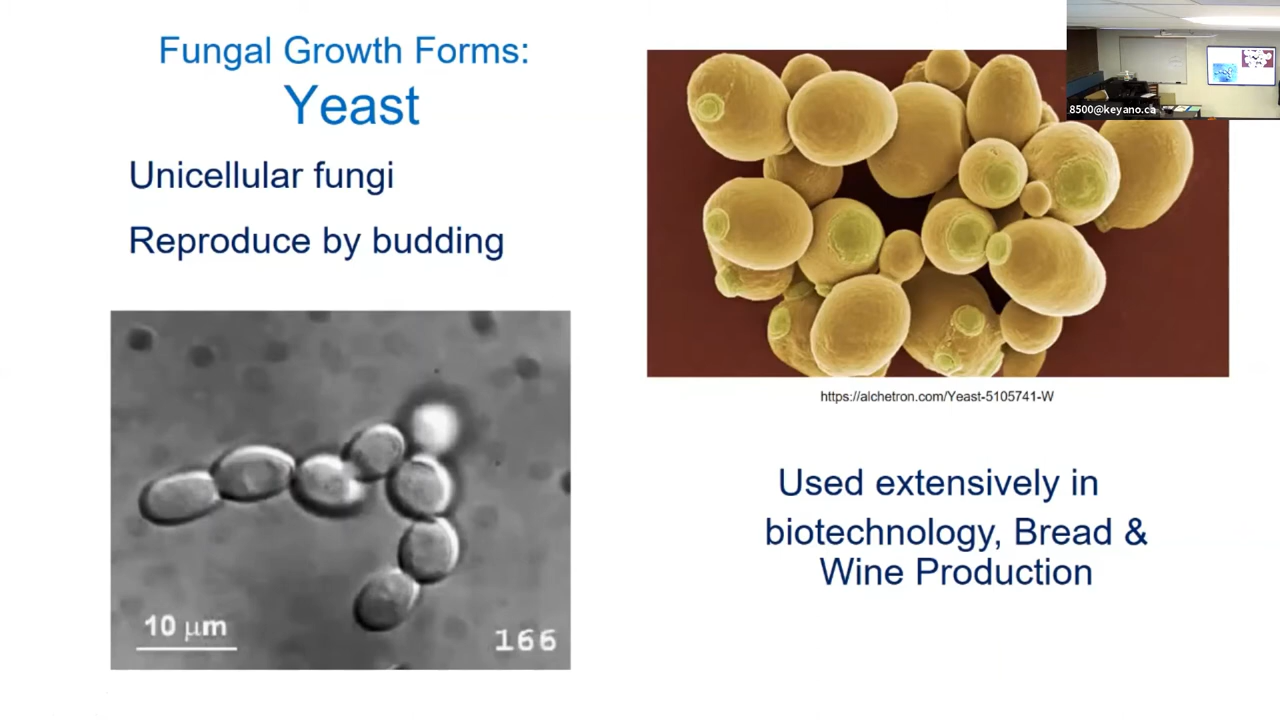 Fungal Growth Forms:
Yeast
Unicellular fungi
Reproduce by budding
10 μm
166
8500@keyano.ca
https://alchetron.com/Yeast-5105741-W
Used extensively in
biotechnology, Bread &
Wine Production